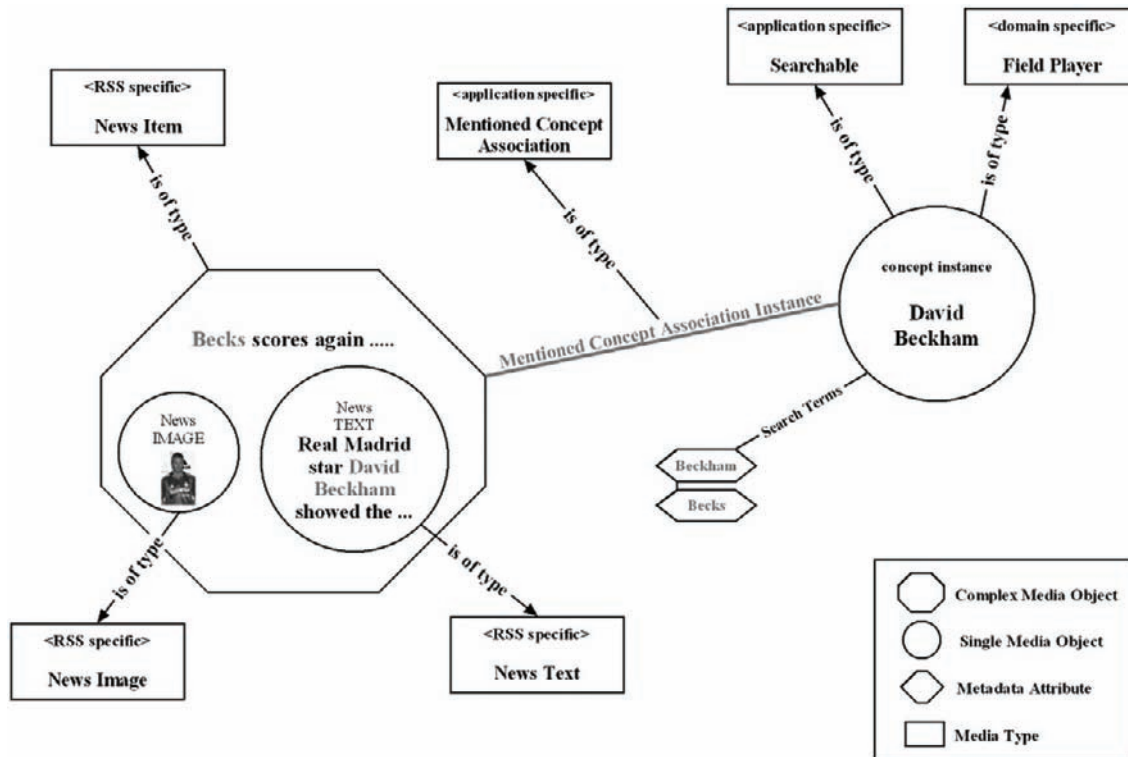 <application specific>
Searchable
<domain specific>
Field Player
<RSS specific>
News Item
<application specific>
Mentioned Concept
Association
is of type
is of type
is of type
is of type
concept instance
David
Beckham
Mentioned Concept Association Instance
Becks scores again .....
News
IMAGE
News
TEXT
Real Madrid
star David
Beckham
showed the ...
Search Terms
Beckham
Becks
is of type
is of type
<RSS specific>
News Image
<RSS specific>
News Text
Complex Media Object
Single Media Object
Metadata Attribute
Media Type